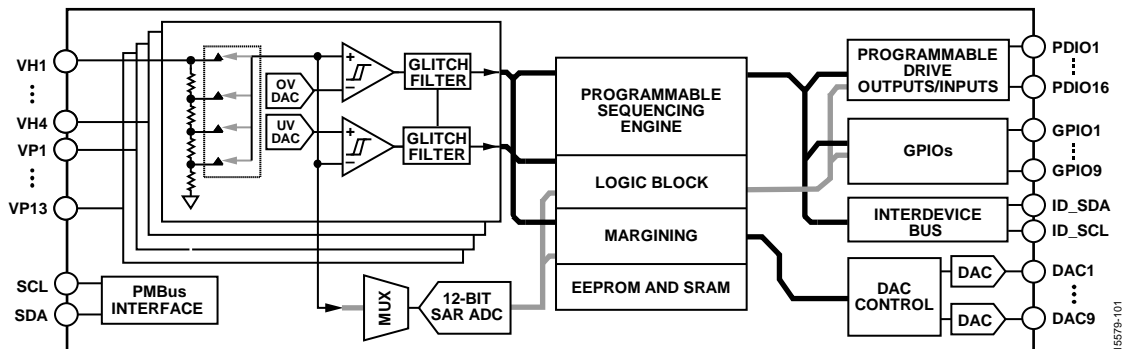 VH1
VH4
VP1
VP13
SCL
SDA
PMBus
INTERFACE
OV
DAC
UV
DAC
+
−
+
−
GLITCH
FILTER
GLITCH
FILTER
MUX
12-BIT
SAR ADC
PROGRAMMABLE
SEQUENCING
ENGINE
LOGIC BLOCK
MARGINING
EEPROM AND SRAM
PROGRAMMABLE
DRIVE
OUTPUTS/INPUTS
GPIOs
INTERDEVICE
BUS
DAC
CONTROL
DAC
DAC
PDIO1
PDIO16
GPIO1
GPIO9
ID_SDA
ID_SCL
DAC1
DAC9
15579-101